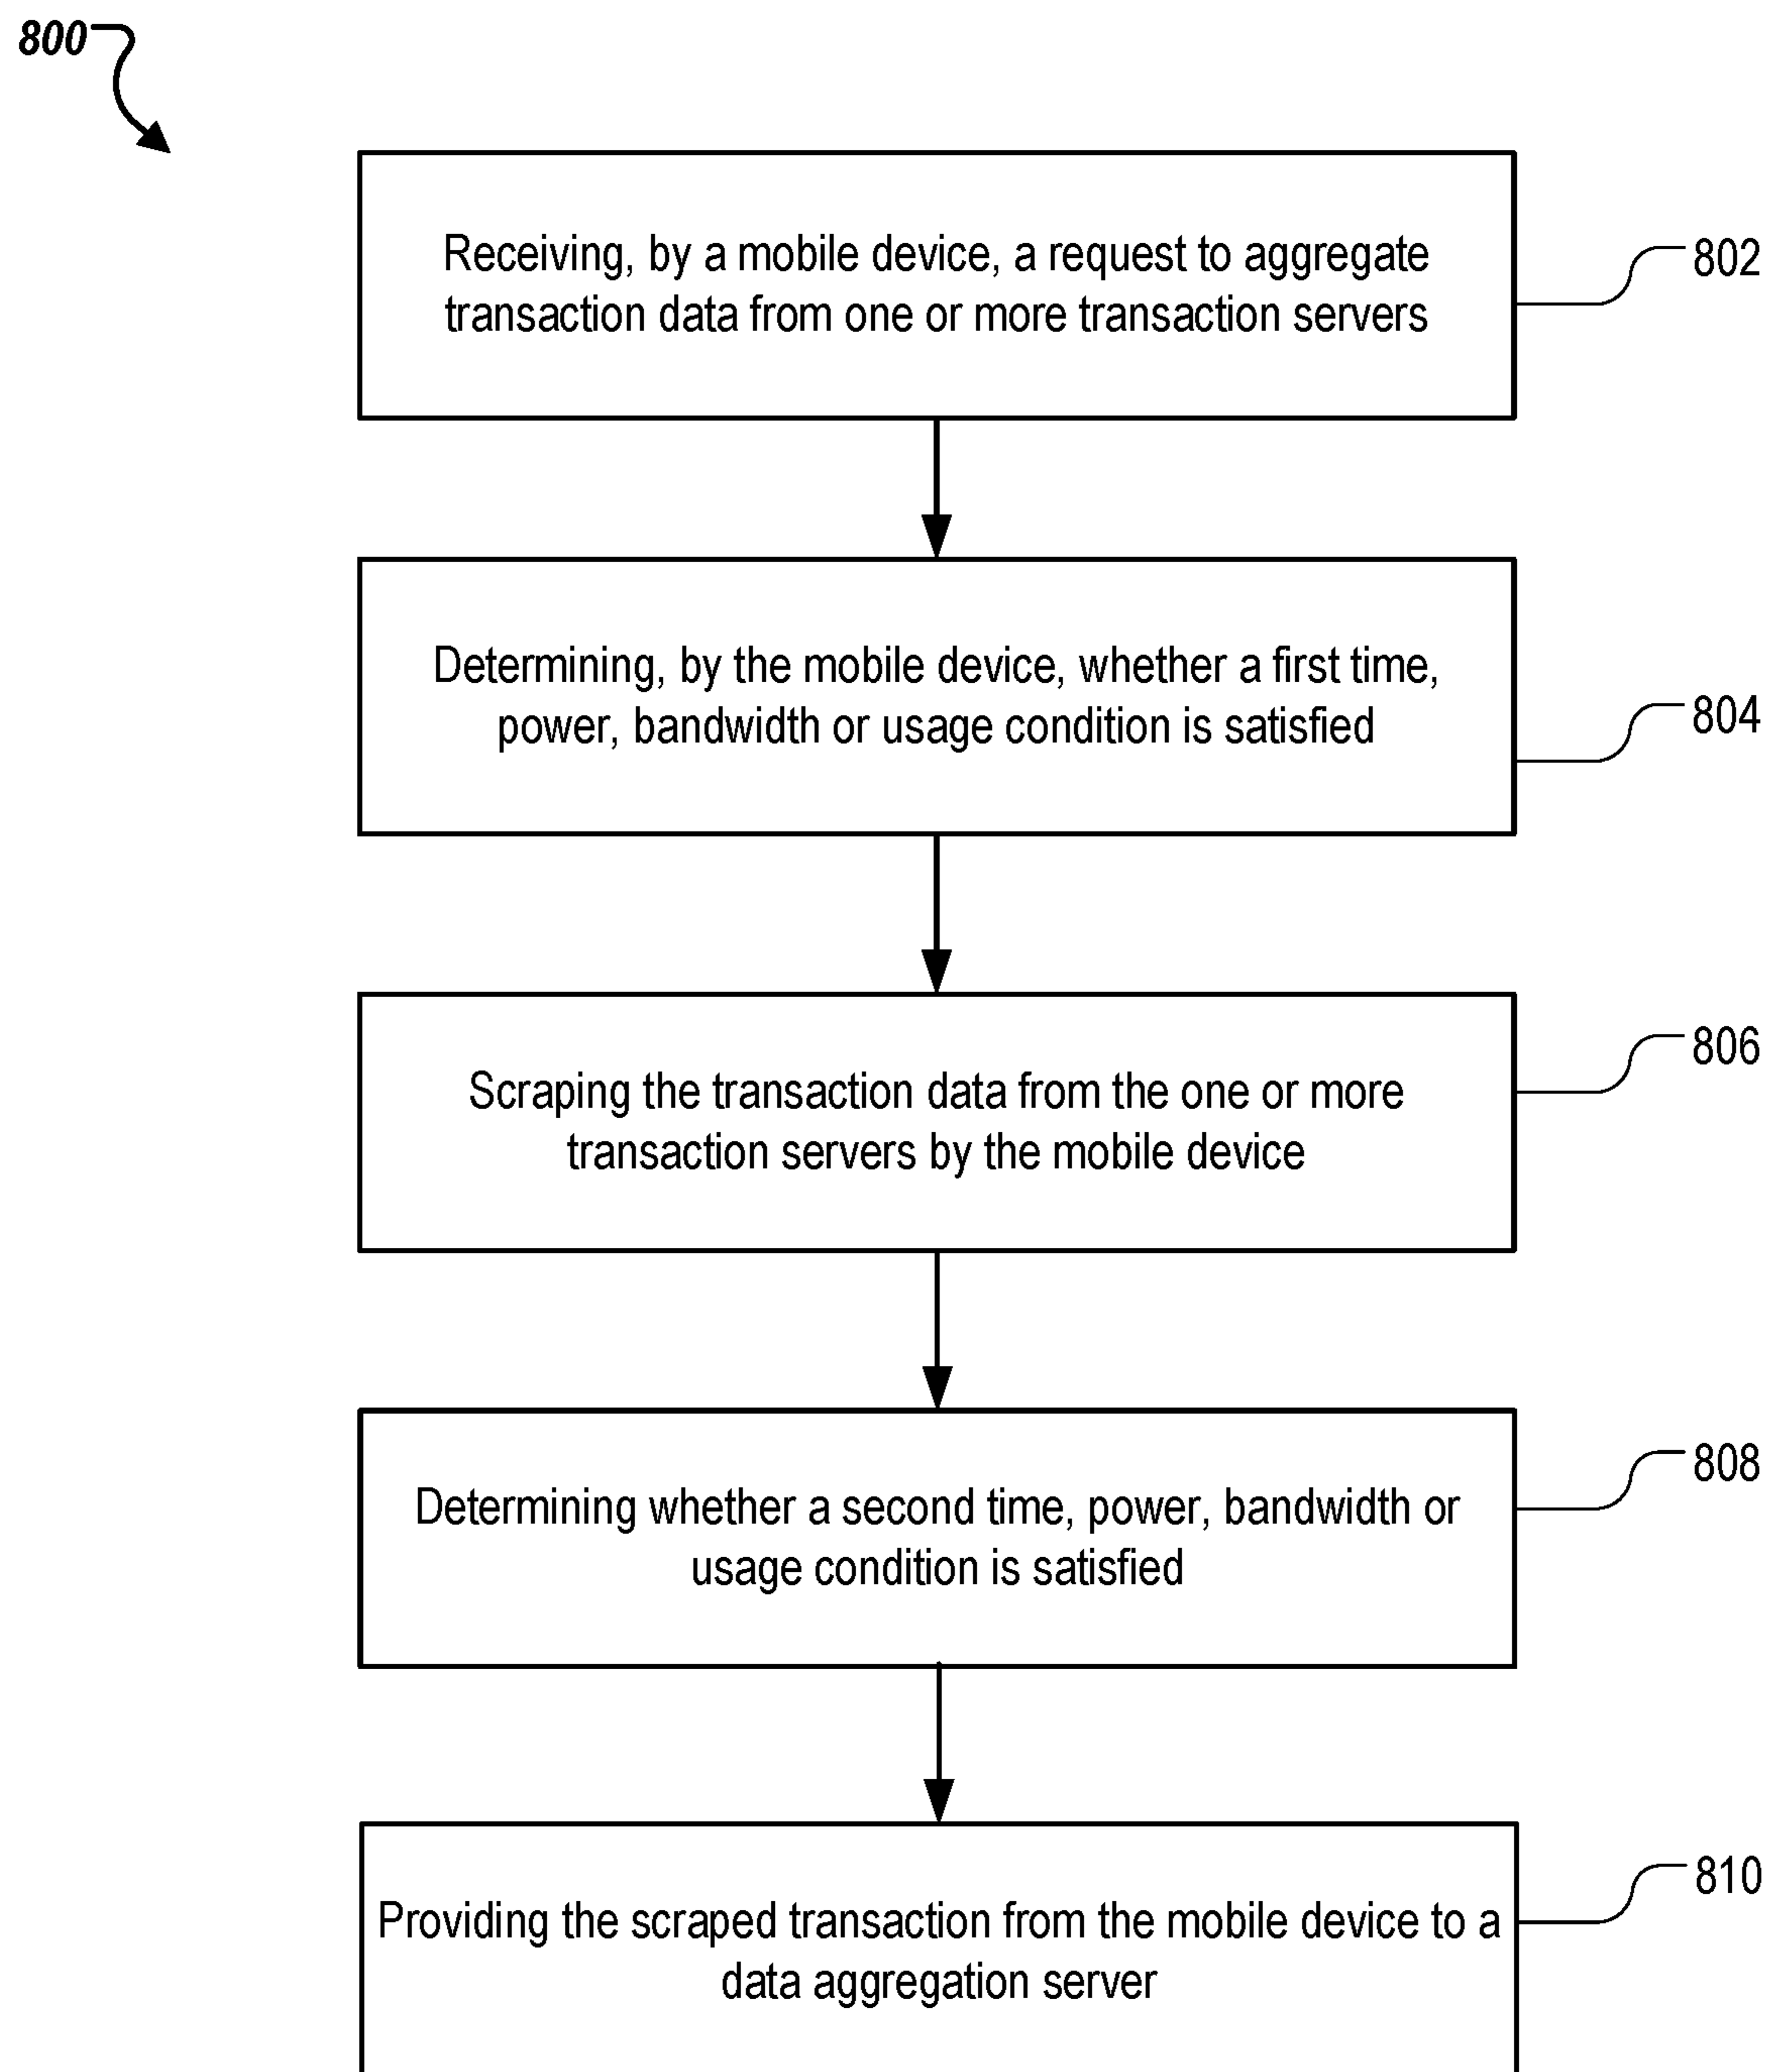 800
Receiving, by a mobile device, a request to aggregate
transaction data from one or more transaction servers
802
Determining, by the mobile device, whether a first time,
power, bandwidth or usage condition is satisfied
804
Scraping the transaction data from the one or more
transaction servers by the mobile device
806
Determining whether a second time, power, bandwidth or
usage condition is satisfied
808
Providing the scraped transaction from the mobile device to a
data aggregation server
810